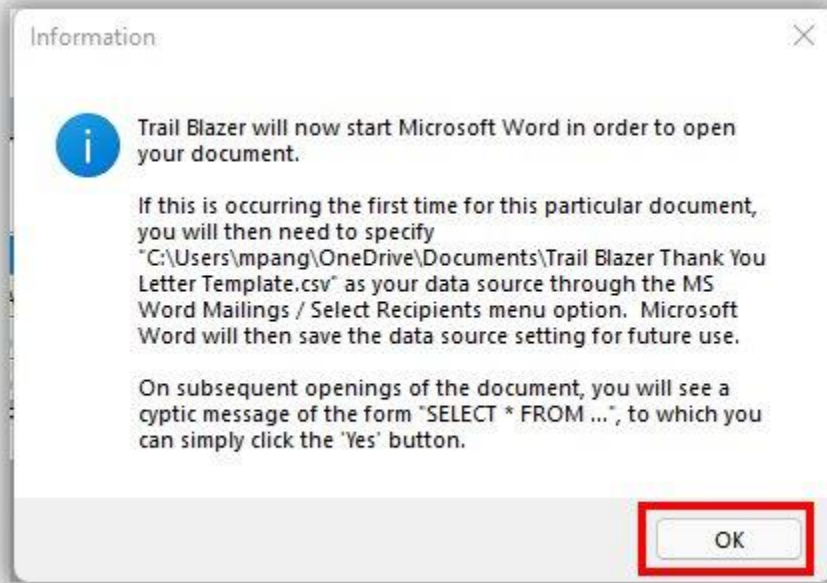 Information
Trail Blazer will now start Microsoft Word in order to open
your document.
If this is occurring the first time for this particular document,
you will then need to specify
"C:\Users\mpang\OneDrive\Documents\Trail Blazer Thank You
Letter Template.csv" as your data source through the MS
Word Mailings / Select Recipients menu option.  Microsoft
Word will then save the data source setting for future use.
On subsequent openings of the document, you will see a
cyptic message of the form "SELECT * FROM ...", to which you
can simply click the 'Yes' button.
OK